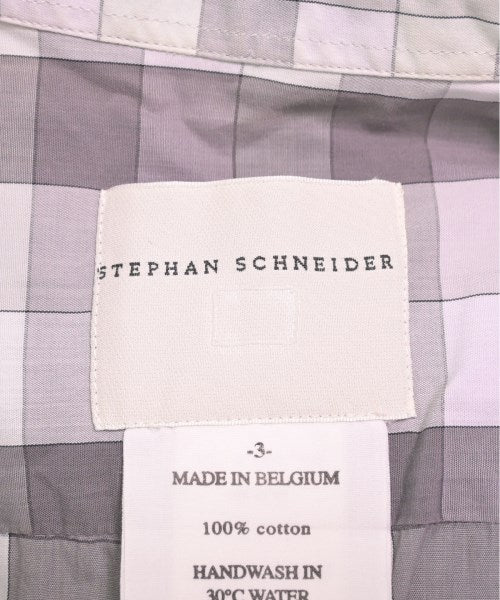 STEPHAN SCHNEIDER
-3-
MADE IN BELGIUM
100% cotton
HANDWASH IN
30°C WATER